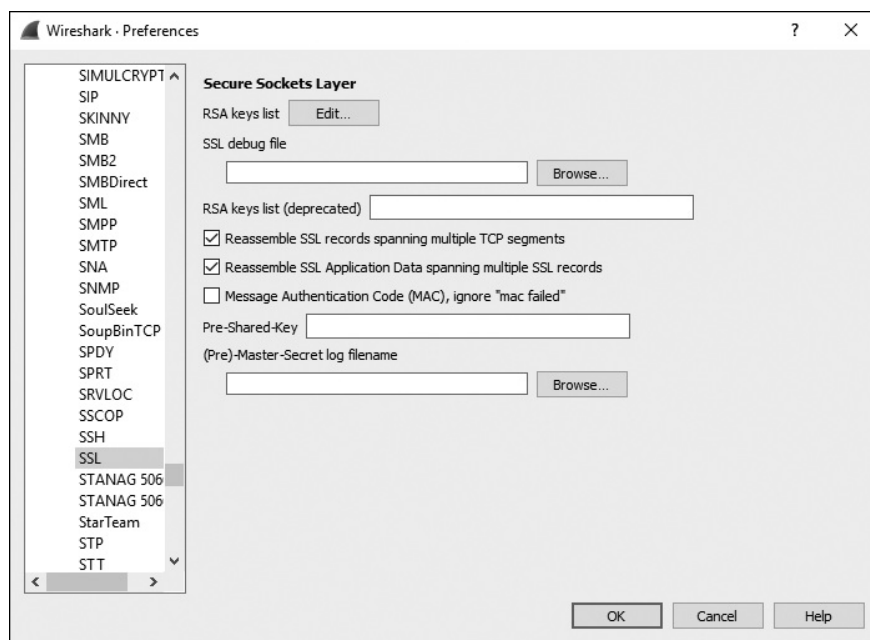 Wireshark · Preferences
?
SIMULCRYPT
SIP
SKINNY
SMB
SMB2
SMBDirect
SML
SMPP
SMTP
SNA
SNMP
SoulSeek
SoupBinTCP
SPDY
SPRT
SRVLOC
SSCOP
SSH
SSL
STANAG 506
STANAG 506
StarTeam
STP
STT
Secure Sockets Layer
RSA keys list Edit...
SSL debug file
Browse...
RSA keys list (deprecated)
Reassemble SSL records spanning multiple TCP segments
Reassemble SSL Application Data spanning multiple SSL records
Message Authentication Code (MAC), ignore "mac failed"
Pre-Shared-Key
(Pre)-Master-Secret log filename
Browse...
OK Cancel Help